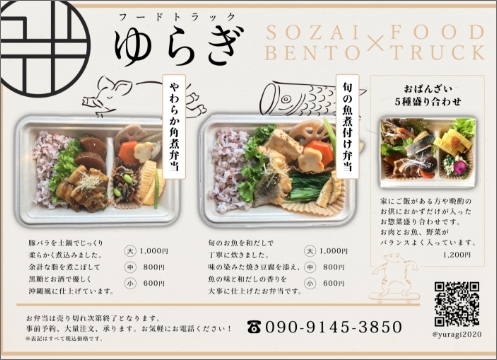 フードトラック
ゆらぎ
SOZAI BENTO × FOOD TRUCK
やわらか角煮弁当
豚バラを土鍋でじっくり
柔らかく煮込みました。
余計な脂を煮こぼして
黒糖とお酒で優しく
沖縄風に仕上ています。
大 1,000円
中 800円
小 600円
旬の魚煮付け弁当
旬のお魚を和だしで
丁寧に炊きました。
味の染みた焼き豆腐を添え、
魚の味と和だしの香りを
大事に仕上げたお弁当です。
大 1,000円
中 800円
小 600円
おばんざい
5種盛り合わせ
家にご飯がある方や晩酌の
お供におかずだけが入った
お惣菜盛り合わせです。
お肉とお魚、野菜が
バランスよく入っています。
1,200円
お弁当は売り切れ次第終了となります。
事前予約、大量注文、承ります。お気軽にお電話ください！
※表記はすべて税込価格です。
090-9145-3850
@yuragi2020